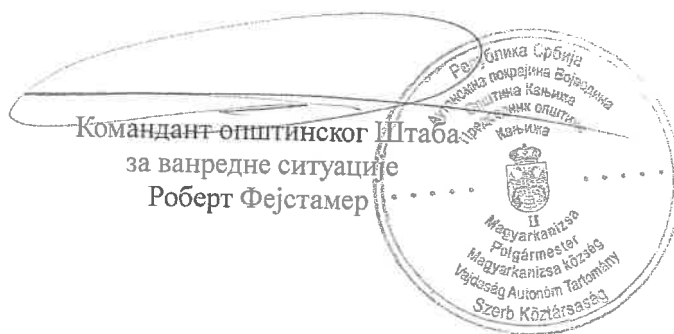 Командант општинског Штаба
за ванредне ситуације
Роберт Фејстамер
Република Србија
Аутономна покрајина Војводина
Општина Кањижа
Председник општине
Кањижа
II
Magyarkanizsa
Polgármester
Magyarkanizsa község
Vajdaság Autonóm Tartomány
Szerb Köztársaság